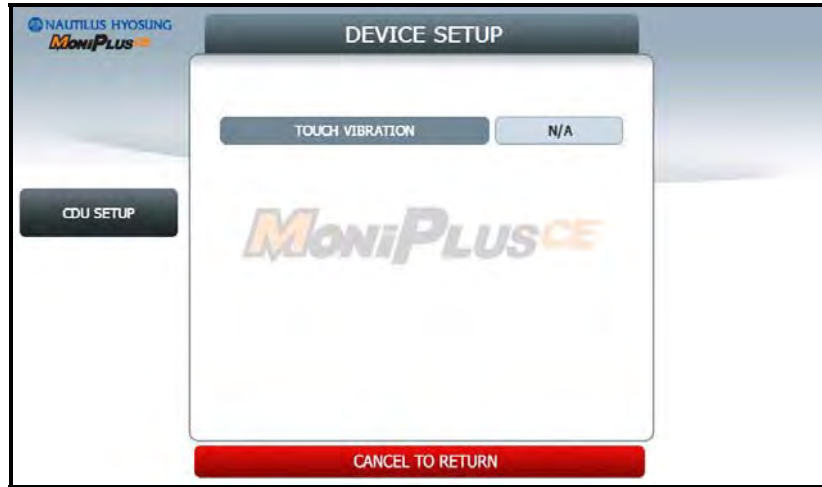 NAUTILUS HYOSUNG
MoniPlus CE
DEVICE SETUP
TOUCH VIBRATION N/A
CDU SETUP
MoniPlus CE
CANCEL TO RETURN